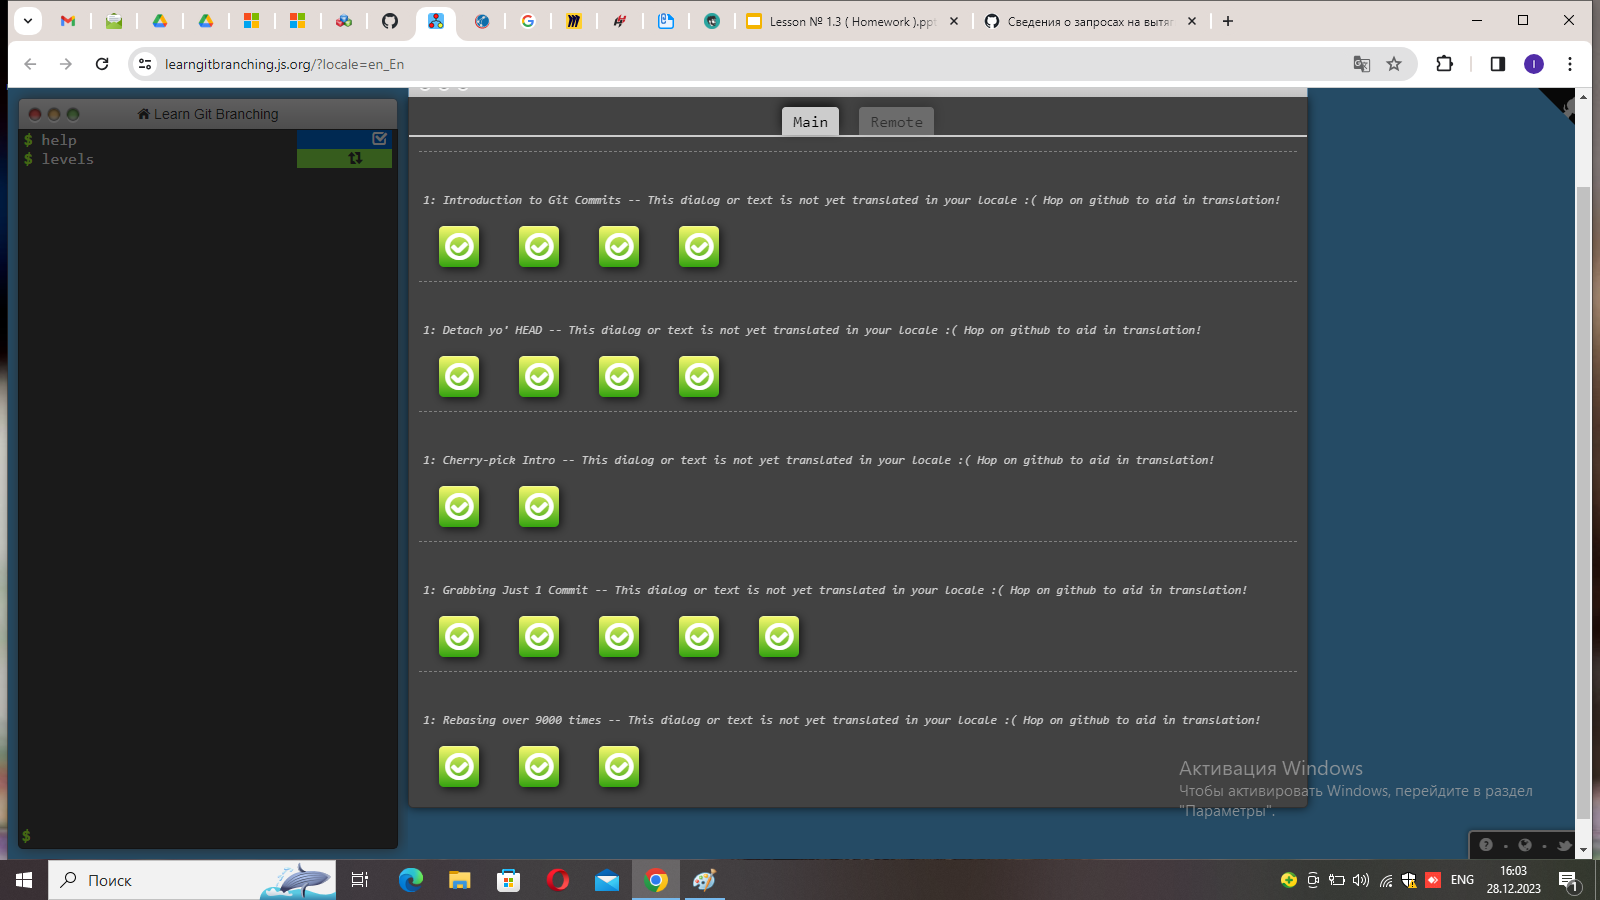 Lesson № 1.3 ( Homework ).ppt
Сведения о запросах на вытя
learngitbranching.js.org/?locale=en_En
I
Learn Git Branching
$ help
$ levels
$
Main
Remote
1: Introduction to Git Commits -- This dialog or text is not yet translated in your locale :( Hop on github to aid in translation!
1: Detach yo' HEAD -- This dialog or text is not yet translated in your locale :( Hop on github to aid in translation!
1: Cherry-pick Intro -- This dialog or text is not yet translated in your locale :( Hop on github to aid in translation!
1: Grabbing Just 1 Commit -- This dialog or text is not yet translated in your locale :( Hop on github to aid in translation!
1: Rebasing over 9000 times -- This dialog or text is not yet translated in your locale :( Hop on github to aid in translation!
Активация Windows
Чтобы активировать Windows, перейдите в раздел
"Параметры".
Поиск
ENG
16:03
28.12.2023
1